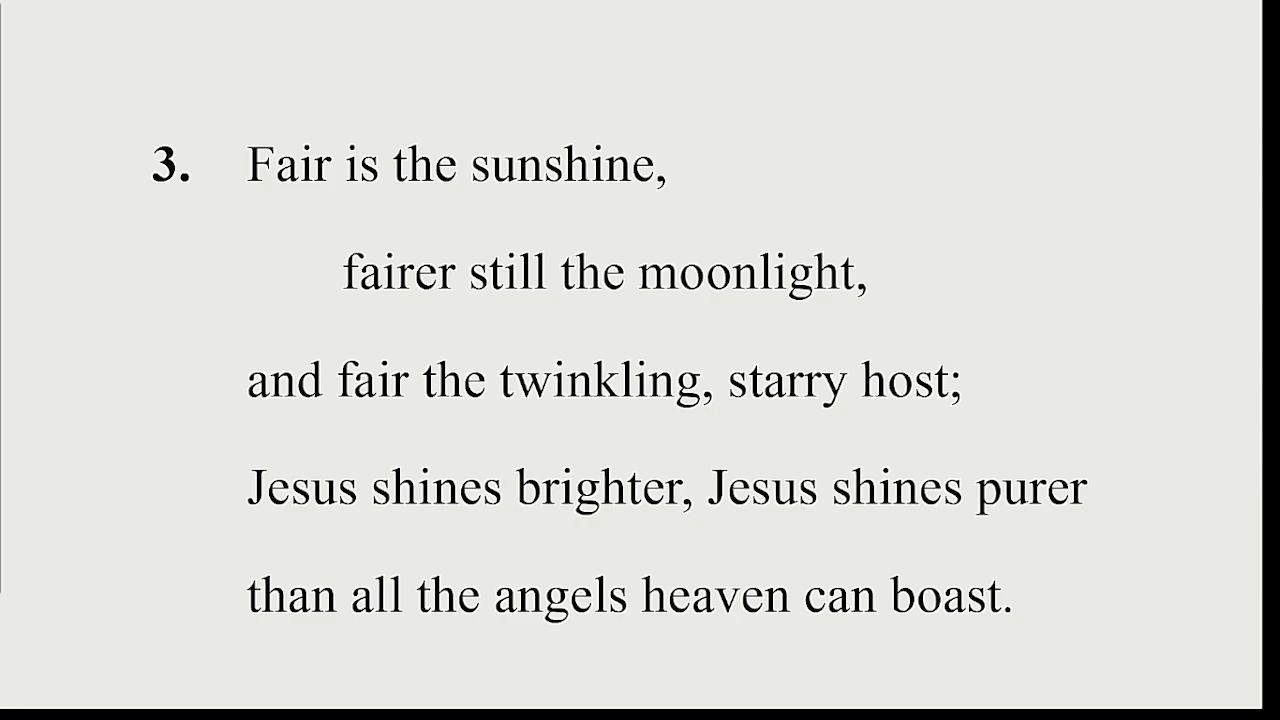 3. Fair is the sunshine,
fairer still the moonlight,
and fair the twinkling, starry host;
Jesus shines brighter, Jesus shines purer
than all the angels heaven can boast.